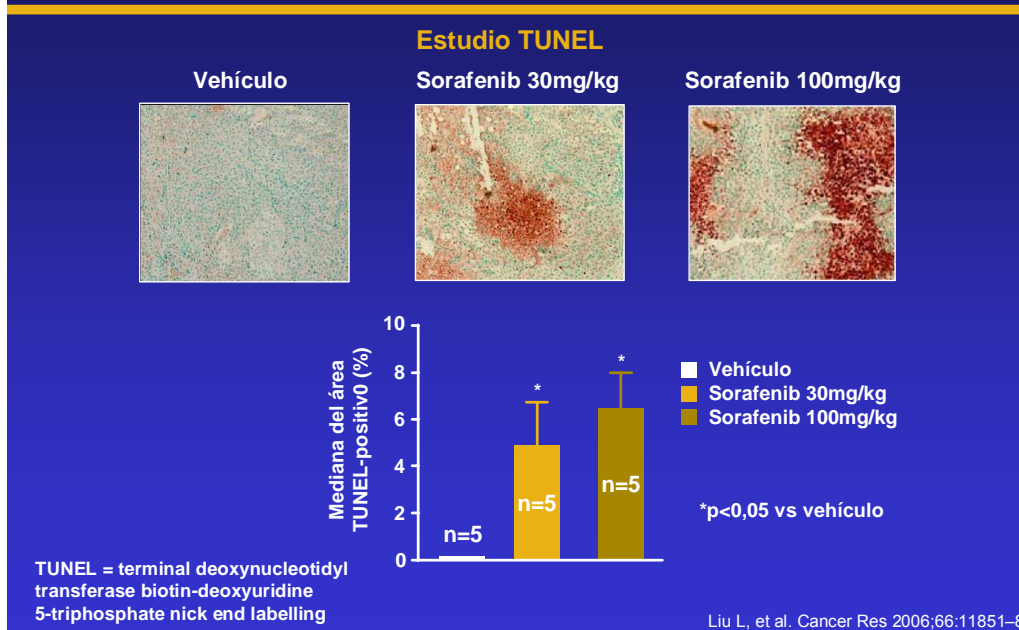 Estudio TUNEL
Vehículo
Sorafenib 30mg/kg
Sorafenib 100mg/kg
Mediana del área
TUNEL-positiv0 (%)
10
8
6
4
2
0
n=5
*
n=5
*
n=5
Vehículo
Sorafenib 30mg/kg
Sorafenib 100mg/kg
*p<0,05 vs vehículo
TUNEL = terminal deoxynucleotidyl
transferase biotin-deoxyuridine
5-triphosphate nick end labelling
Liu L, et al. Cancer Res 2006;66:11851–8